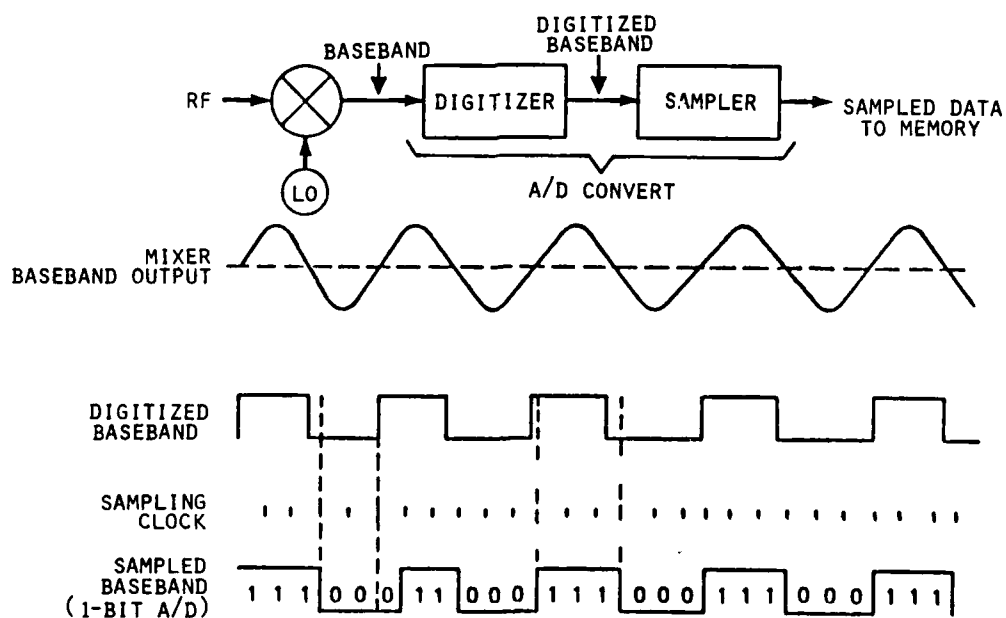 DIGITIZED
BASEBAND
BASEBAND
RF
DIGITIZER
SAMPLER
SAMPLED DATA
TO MEMORY
LO
A/D CONVERT
MIXER
BASEBAND OUTPUT
DIGITIZED
BASEBAND
SAMPLING
CLOCK
SAMPLED
BASEBAND
(1-BIT A/D)
1 1 1 0 0 0 1 1 0 0 0 1 1 1 0 0 0 1 1 1 0 0 0 1 1 1